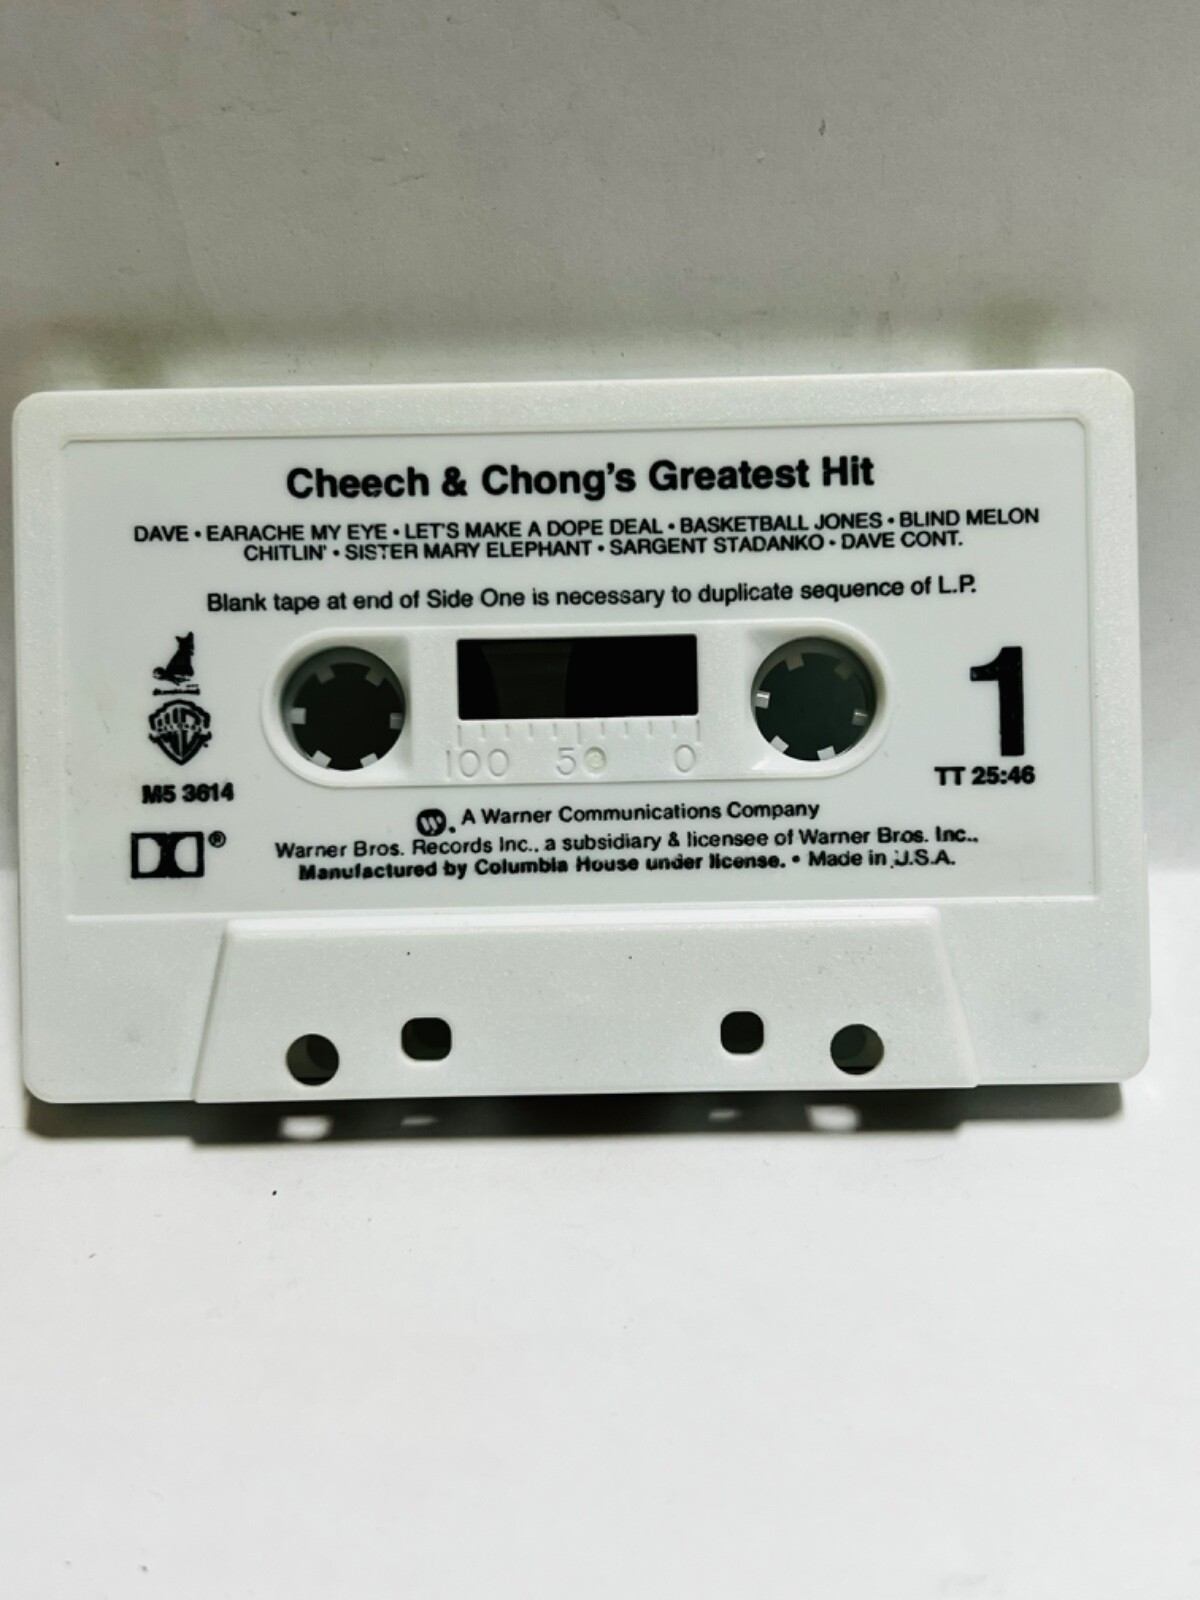 Cheech & Chong's Greatest Hit
DAVE • EARACHE MY EYE • LET'S MAKE A DOPE DEAL • BASKETBALL JONES • BLIND MELON
CHITLIN' • SISTER MARY ELEPHANT • SARGENT STADANKO • DAVE CONT.
Blank tape at end of Side One is necessary to duplicate sequence of L.P.
100 50 0
1
TT 25:46
M5 3614
®
A Warner Communications Company
Warner Bros. Records Inc., a subsidiary & licensee of Warner Bros. Inc.,
Manufactured by Columbia House under license. • Made in U.S.A.